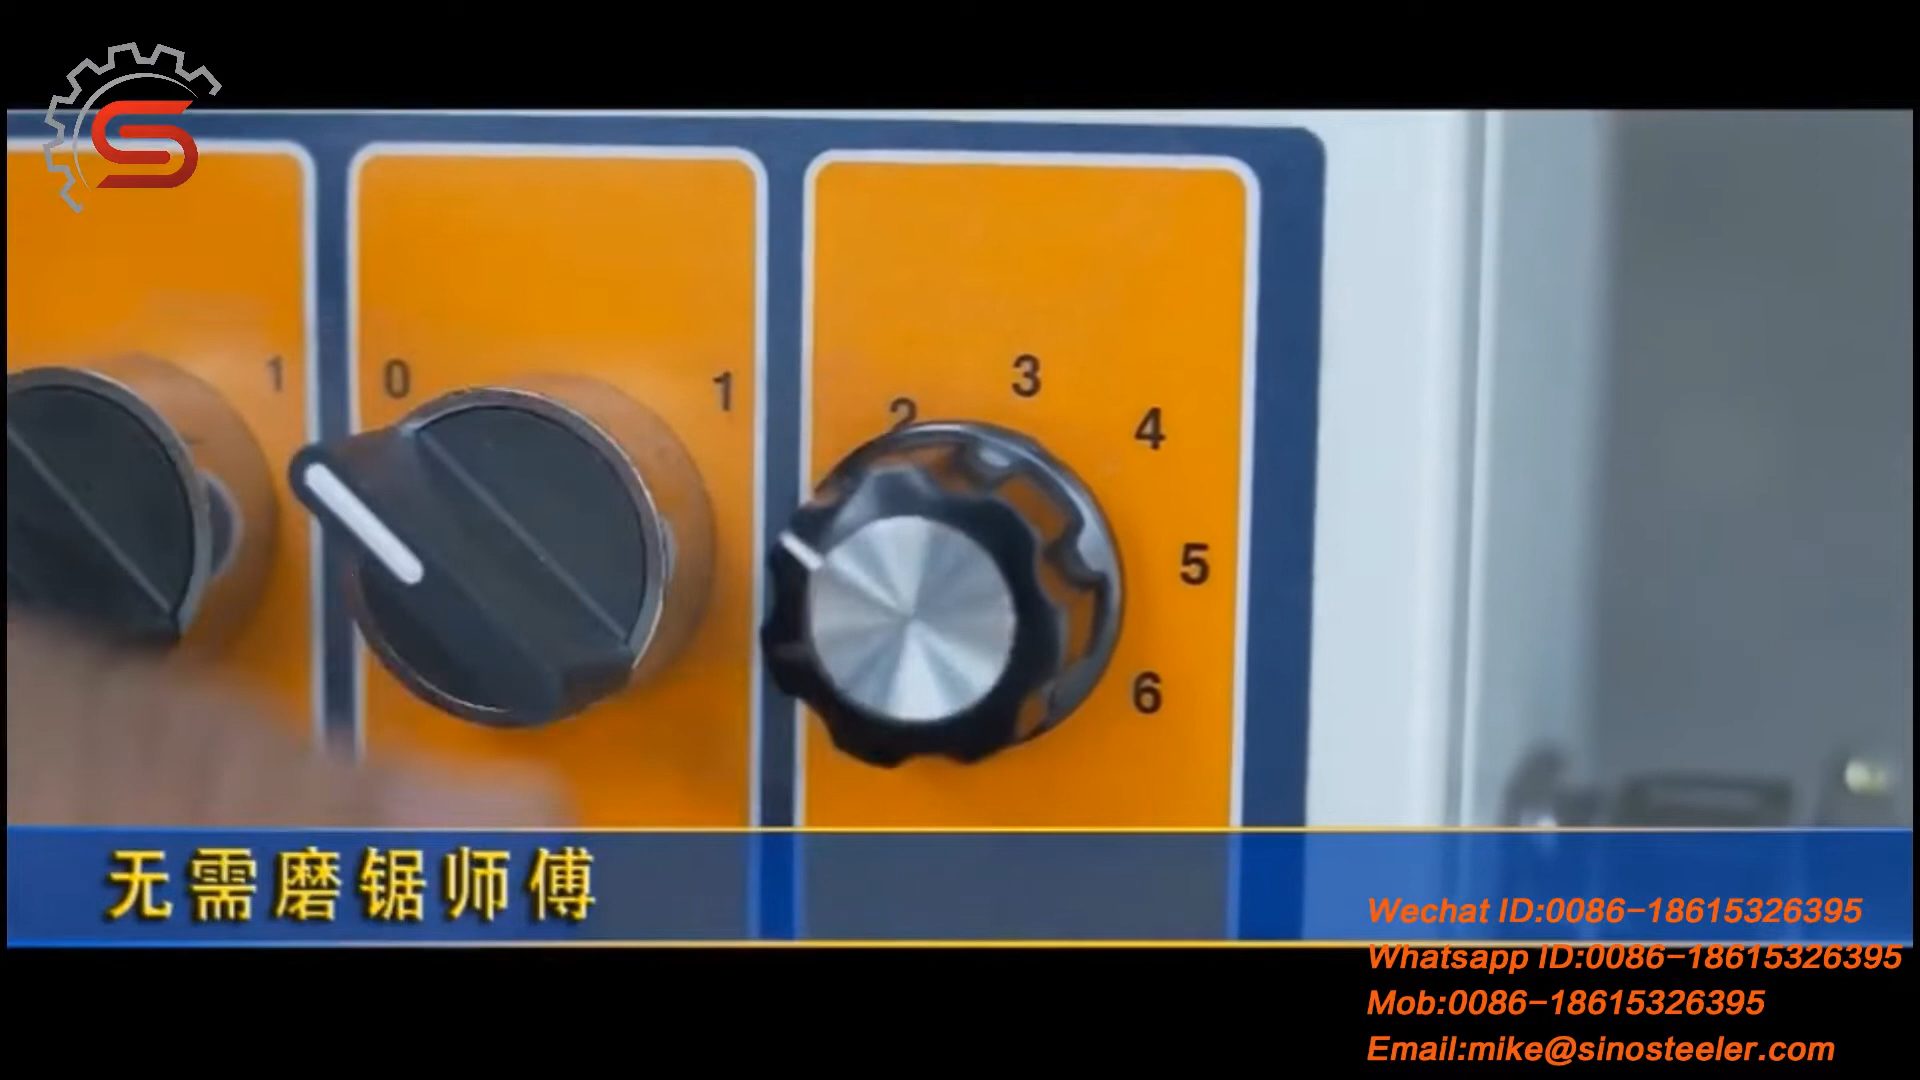 1
0 1
2 3 4 5 6
无需磨锯师傅
Wechat ID:0086-18615326395
Whatsapp ID:0086-18615326395
Mob:0086-18615326395
Email:mike@sinosteeler.com